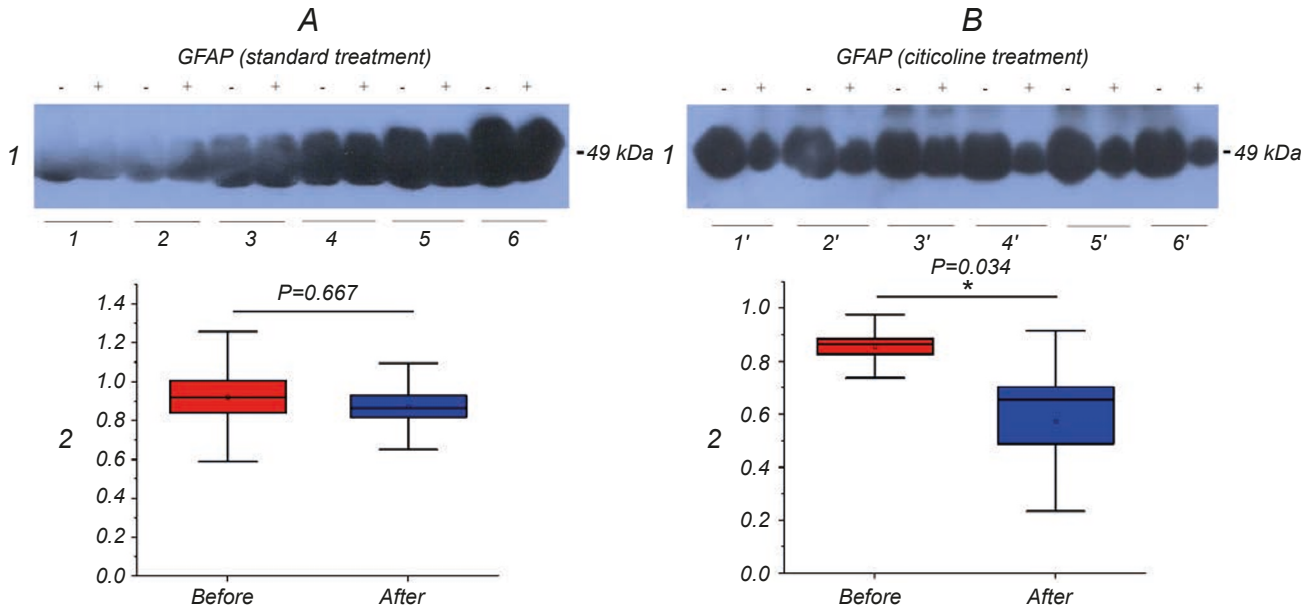 A
GFAP (standard treatment)
- + - + - + - + - + - +
1
49 kDa
1 2 3 4 5 6
P=0.667
1.4
1.2
1.0
0.8
0.6
0.4
0.2
0.0
2
Before After
B
GFAP (citicoline treatment)
- + - + - + - + - + - +
1
49 kDa
1' 2' 3' 4' 5' 6'
P=0.034
*
1.0
0.8
0.6
0.4
0.2
0.0
2
Before After